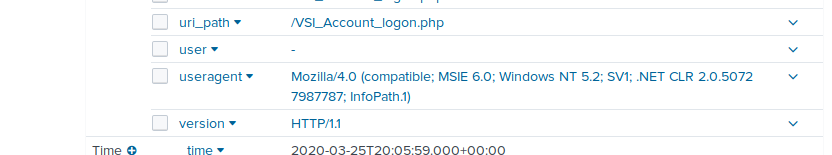 uri_path /VSI_Account_logon.php
user -
useragent Mozilla/4.0 (compatible; MSIE 6.0; Windows NT 5.2; SV1; .NET CLR 2.0.5072
7987787; InfoPath.1)
version HTTP/1.1
Time time 2020-03-25T20:05:59.000+00:00